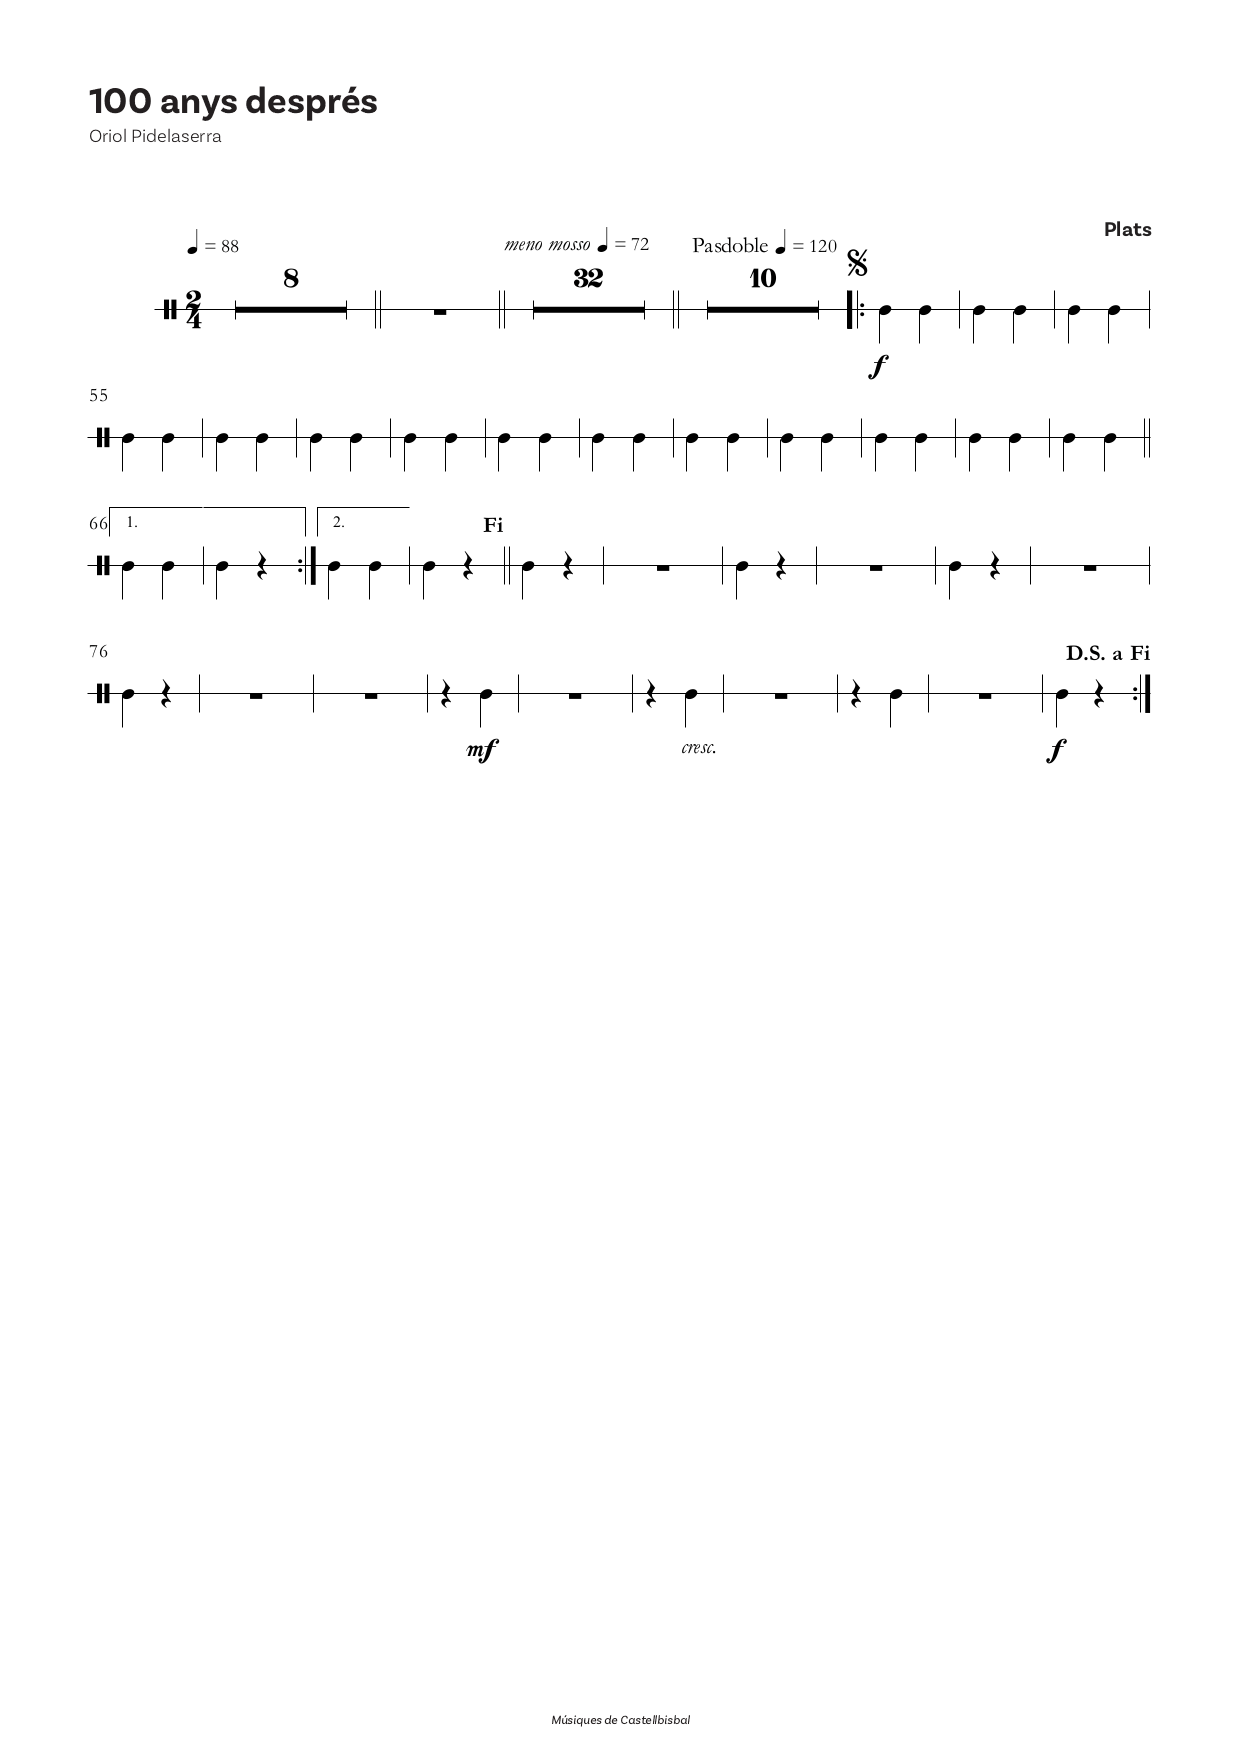 100 anys després
Oriol Pidelaserra
Plats
♩ = 88
meno mosso ♩ = 72
Pasdoble ♩ = 120
8
32
10
2
4
f
55
66
1.
2.
Fi
76
D.S. a Fi
mf
cresc.
f
Músiques de Castellbisbal